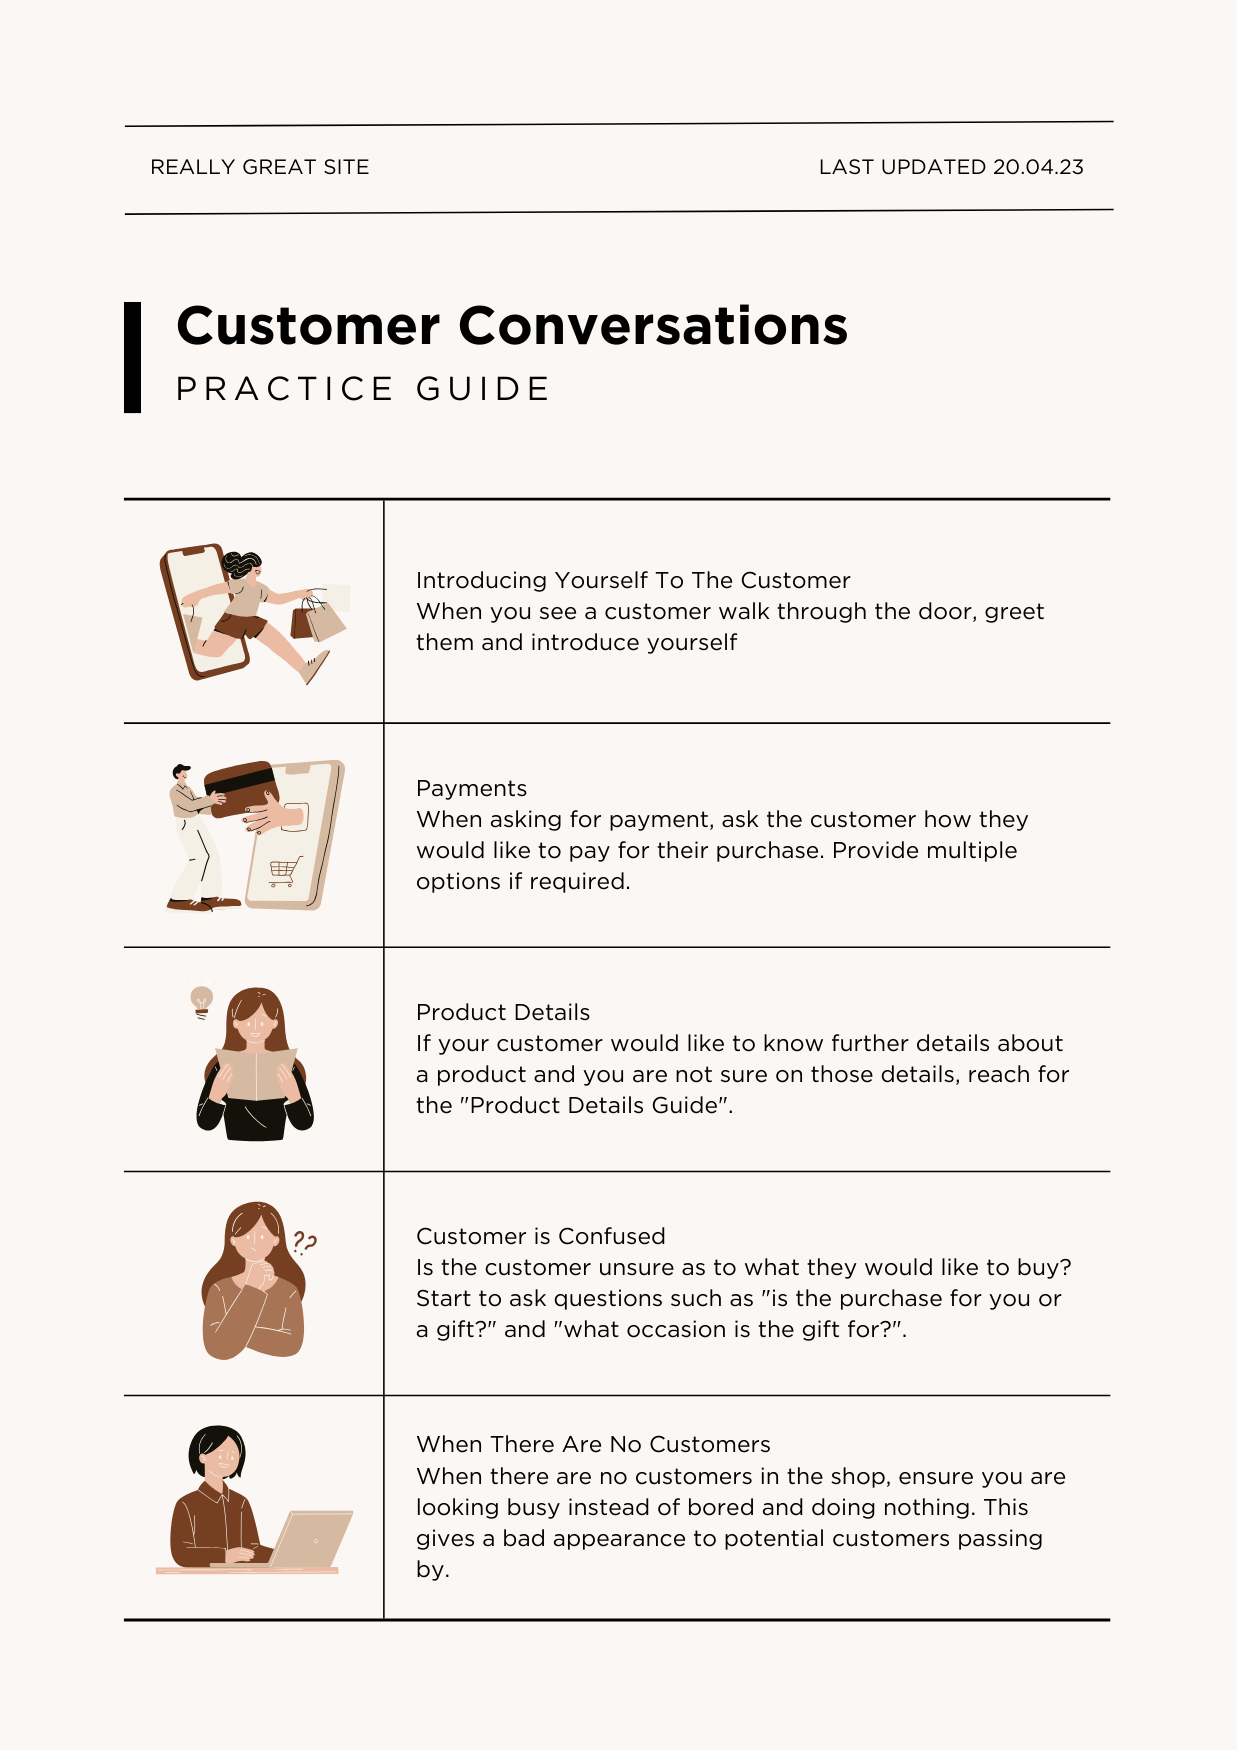 REALLY GREAT SITE
LAST UPDATED 20.04.23
Customer Conversations
PRACTICE GUIDE
Introducing Yourself To The Customer
When you see a customer walk through the door, greet
them and introduce yourself
Payments
When asking for payment, ask the customer how they
would like to pay for their purchase. Provide multiple
options if required.
Product Details
If your customer would like to know further details about
a product and you are not sure on those details, reach for
the "Product Details Guide".
??
Customer is Confused
Is the customer unsure as to what they would like to buy?
Start to ask questions such as "is the purchase for you or
a gift?" and "what occasion is the gift for?".
When There Are No Customers
When there are no customers in the shop, ensure you are
looking busy instead of bored and doing nothing. This
gives a bad appearance to potential customers passing
by.